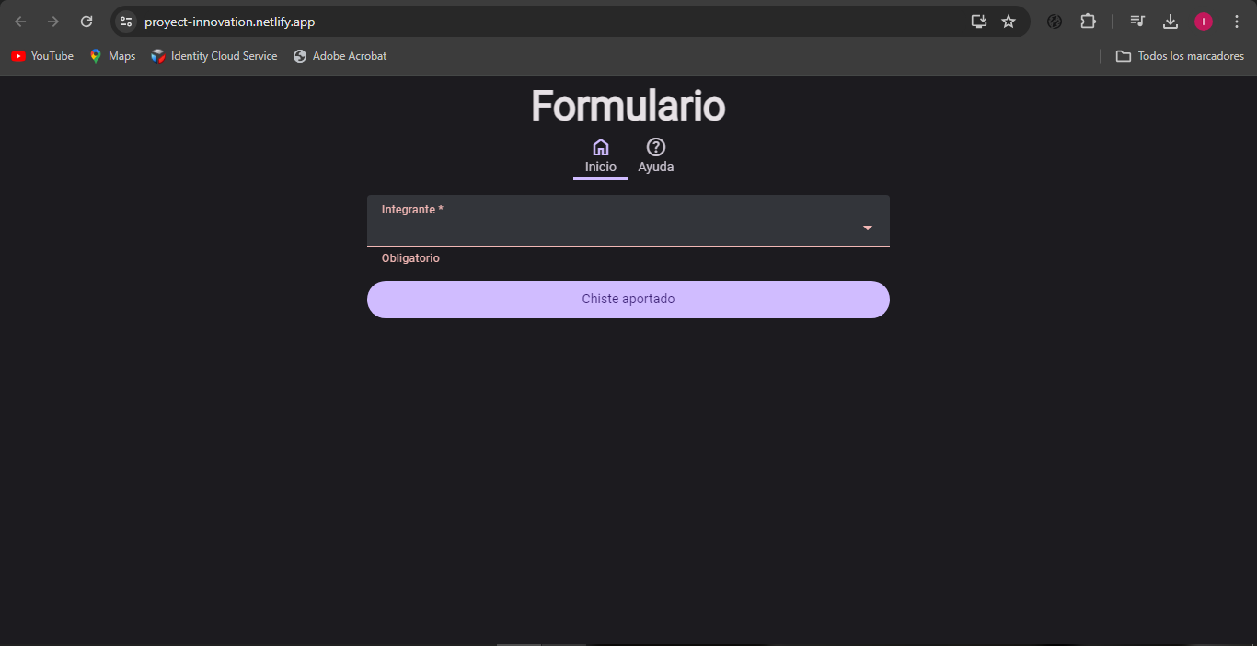 proyect-innovation.netlify.app
YouTube Maps Identity Cloud Service Adobe Acrobat Todos los marcadores
Formulario
Inicio Ayuda
Integrante *
Obligatorio
Chiste aportado